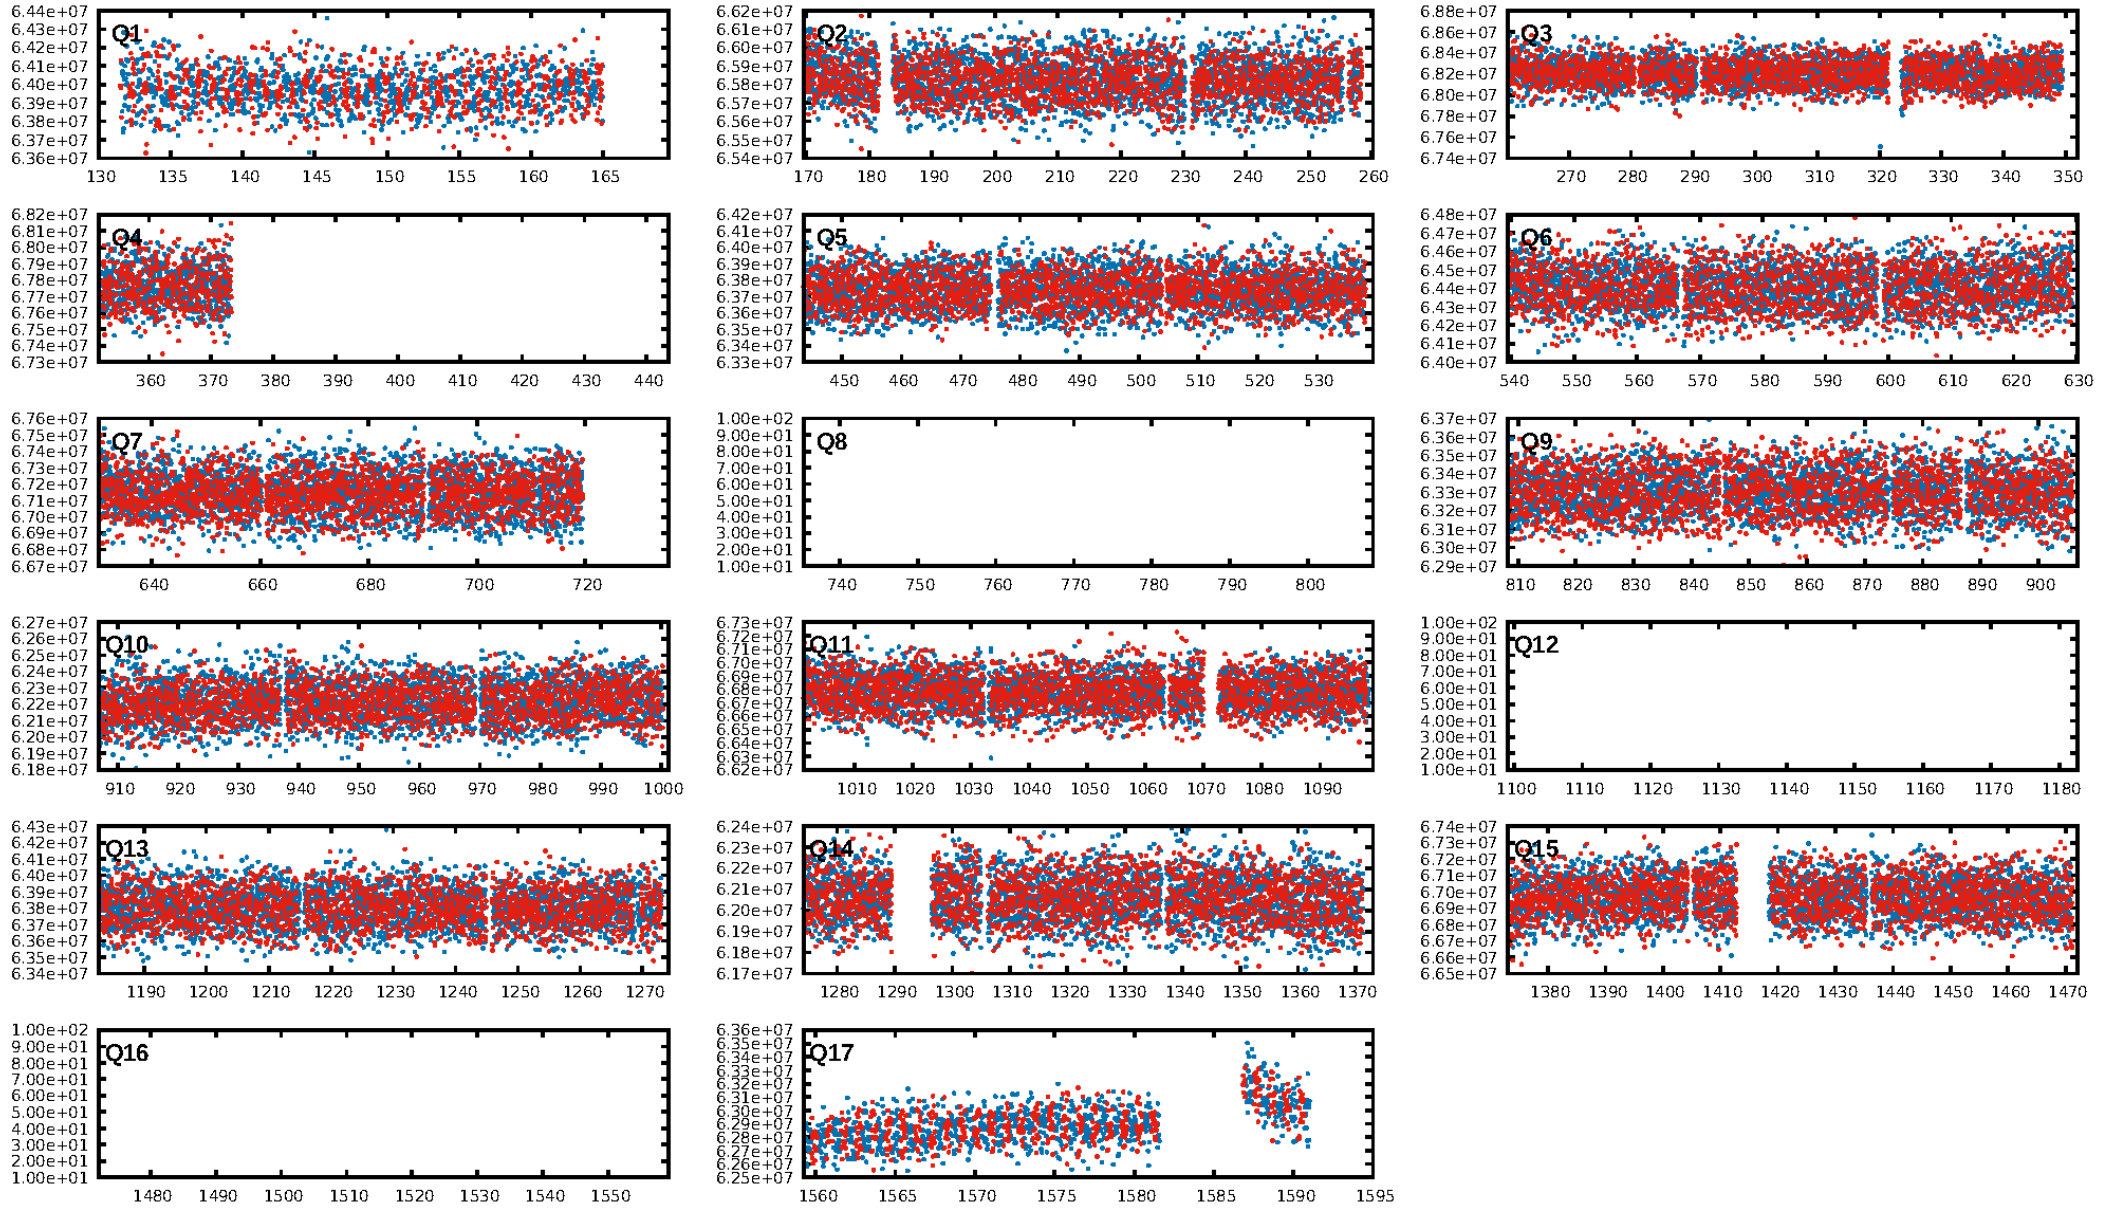 Q1
6.44e+07
6.43e+07
6.42e+07
6.41e+07
6.40e+07
6.39e+07
6.38e+07
6.37e+07
6.36e+07
130 135 140 145 150 155 160 165
Q2
6.62e+07
6.61e+07
6.60e+07
6.59e+07
6.58e+07
6.57e+07
6.56e+07
6.55e+07
6.54e+07
170 180 190 200 210 220 230 240 250 260
Q3
6.88e+07
6.86e+07
6.84e+07
6.82e+07
6.80e+07
6.78e+07
6.76e+07
6.74e+07
270 280 290 300 310 320 330 340 350
Q4
6.82e+07
6.81e+07
6.80e+07
6.79e+07
6.78e+07
6.77e+07
6.76e+07
6.75e+07
6.74e+07
6.73e+07
360 370 380 390 400 410 420 430 440
Q5
6.42e+07
6.41e+07
6.40e+07
6.39e+07
6.38e+07
6.37e+07
6.36e+07
6.35e+07
6.34e+07
6.33e+07
450 460 470 480 490 500 510 520 530
Q6
6.48e+07
6.47e+07
6.46e+07
6.45e+07
6.44e+07
6.43e+07
6.42e+07
6.41e+07
6.40e+07
540 550 560 570 580 590 600 610 620 630
Q7
6.76e+07
6.75e+07
6.74e+07
6.73e+07
6.72e+07
6.71e+07
6.70e+07
6.69e+07
6.68e+07
6.67e+07
640 660 680 700 720
Q8
1.00e+02
9.00e+01
8.00e+01
7.00e+01
6.00e+01
5.00e+01
4.00e+01
3.00e+01
2.00e+01
1.00e+01
740 750 760 770 780 790 800
Q9
6.37e+07
6.36e+07
6.35e+07
6.34e+07
6.33e+07
6.32e+07
6.31e+07
6.30e+07
6.29e+07
810 820 830 840 850 860 870 880 890 900
Q10
6.27e+07
6.26e+07
6.25e+07
6.24e+07
6.23e+07
6.22e+07
6.21e+07
6.20e+07
6.19e+07
6.18e+07
910 920 930 940 950 960 970 980 990 1000
Q11
6.73e+07
6.72e+07
6.71e+07
6.70e+07
6.69e+07
6.68e+07
6.67e+07
6.66e+07
6.65e+07
6.64e+07
6.63e+07
6.62e+07
1010 1020 1030 1040 1050 1060 1070 1080 1090
Q12
1.00e+02
9.00e+01
8.00e+01
7.00e+01
6.00e+01
5.00e+01
4.00e+01
3.00e+01
2.00e+01
1.00e+01
1100 1110 1120 1130 1140 1150 1160 1170 1180
Q13
6.43e+07
6.42e+07
6.41e+07
6.40e+07
6.39e+07
6.38e+07
6.37e+07
6.36e+07
6.35e+07
6.34e+07
1190 1200 1210 1220 1230 1240 1250 1260 1270
Q14
6.24e+07
6.23e+07
6.22e+07
6.21e+07
6.20e+07
6.19e+07
6.18e+07
6.17e+07
1280 1290 1300 1310 1320 1330 1340 1350 1360 1370
Q15
6.74e+07
6.73e+07
6.72e+07
6.71e+07
6.70e+07
6.69e+07
6.68e+07
6.67e+07
6.66e+07
6.65e+07
1380 1390 1400 1410 1420 1430 1440 1450 1460 1470
Q16
1.00e+02
9.00e+01
8.00e+01
7.00e+01
6.00e+01
5.00e+01
4.00e+01
3.00e+01
2.00e+01
1.00e+01
1480 1490 1500 1510 1520 1530 1540 1550
Q17
6.36e+07
6.35e+07
6.34e+07
6.33e+07
6.32e+07
6.31e+07
6.30e+07
6.29e+07
6.28e+07
6.27e+07
6.26e+07
6.25e+07
1560 1565 1570 1575 1580 1585 1590 1595